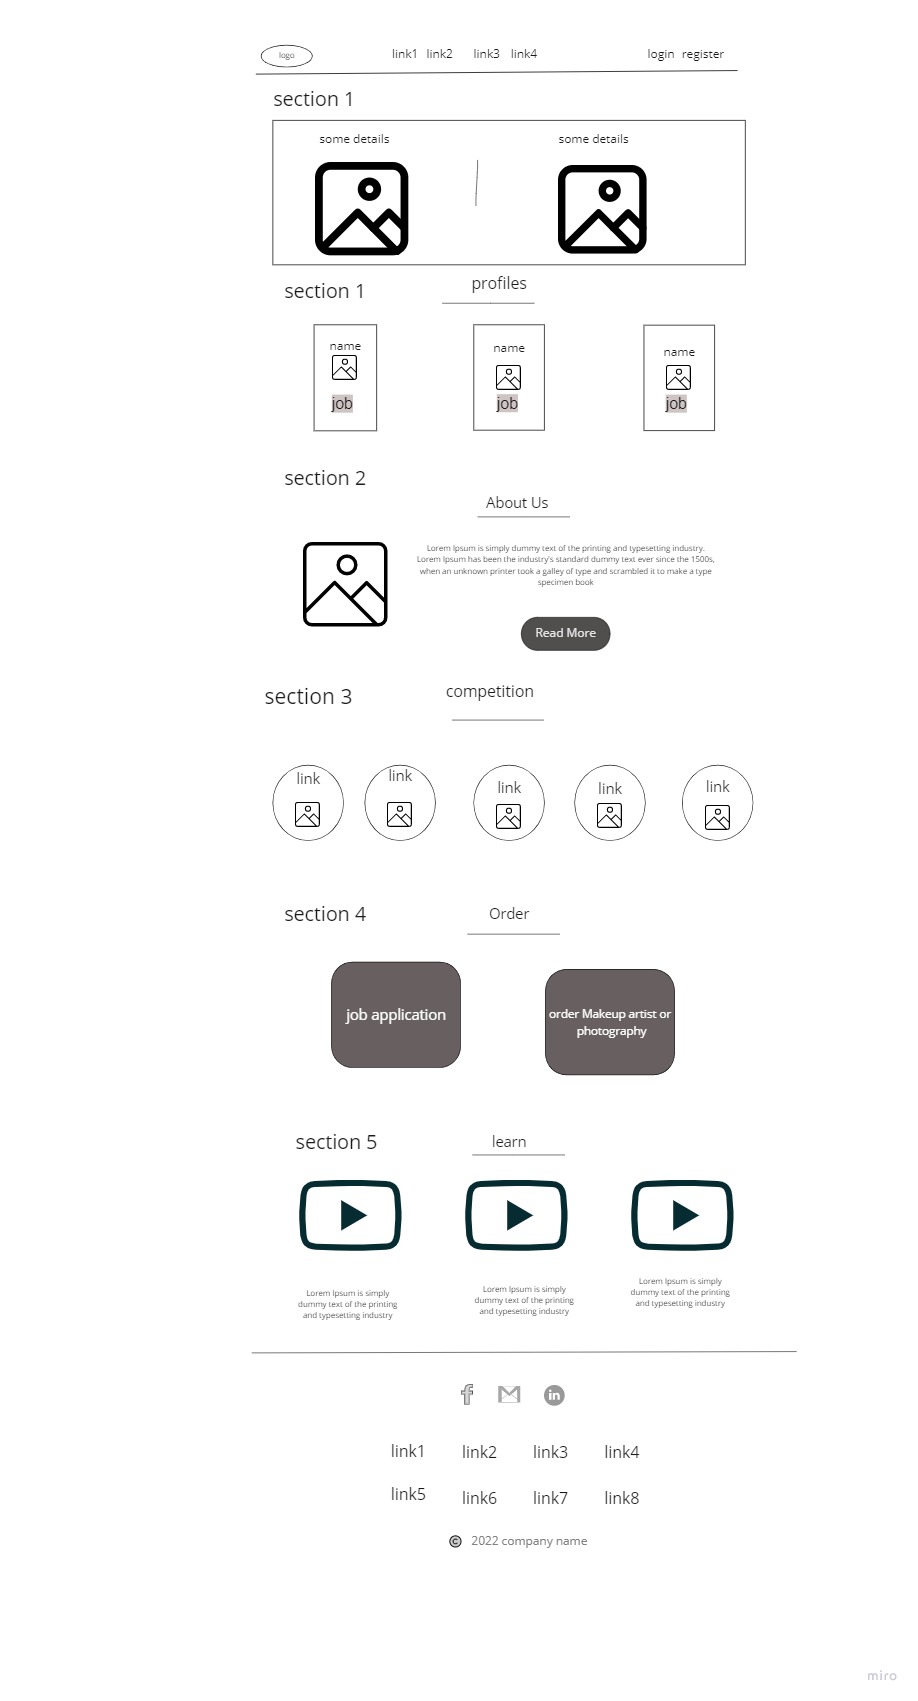 logo link1 link2 link3 link4 login register
section 1
some details some details
section 1 profiles
name name name
job job job
section 2
About Us
Lorem Ipsum is simply dummy text of the printing and typesetting industry.
Lorem Ipsum has been the industry's standard dummy text ever since the 1500s,
when an unknown printer took a galley of type and scrambled it to make a type
specimen book
Read More
section 3 competition
link link link link link
section 4 Order
job application
order Makeup artist or
photography
section 5 learn
Lorem Ipsum is simply
dummy text of the printing
and typesetting industry
Lorem Ipsum is simply
dummy text of the printing
and typesetting industry
Lorem Ipsum is simply
dummy text of the printing
and typesetting industry
f M in
link1 link2 link3 link4
link5 link6 link7 link8
© 2022 company name
miro